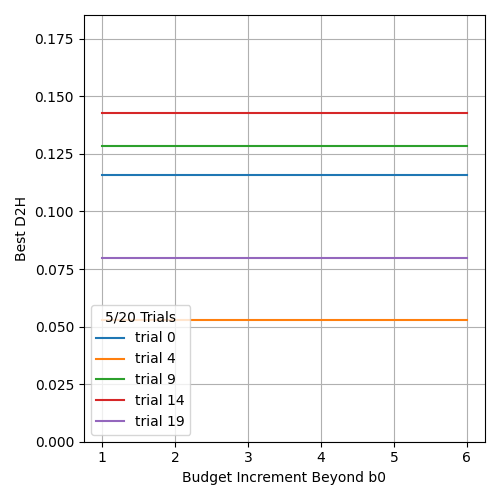 0.175
0.150
0.125
0.100
0.075
0.050
0.025
0.000
Best D2H
5/20 Trials
trial 0
trial 4
trial 9
trial 14
trial 19
1 2 3 4 5 6
Budget Increment Beyond b0